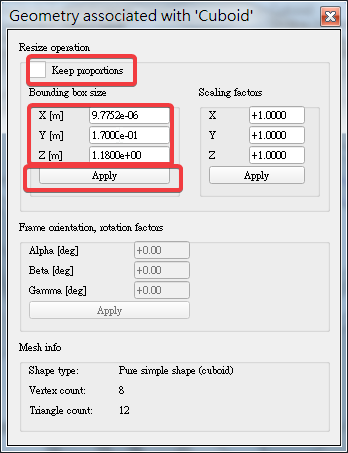 Geometry associated with 'Cuboid'
Resize operation
Keep proportions
Bounding box size
X [m] 9.7752e-06
Y [m] 1.7000e-01
Z [m] 1.1800e+00
Apply
Scaling factors
X +1.0000
Y +1.0000
Z +1.0000
Apply
Frame orientation, rotation factors
Alpha [deg] +0.00
Beta [deg] +0.00
Gamma [deg] +0.00
Apply
Mesh info
Shape type: Pure simple shape (cuboid)
Vertex count: 8
Triangle count: 12